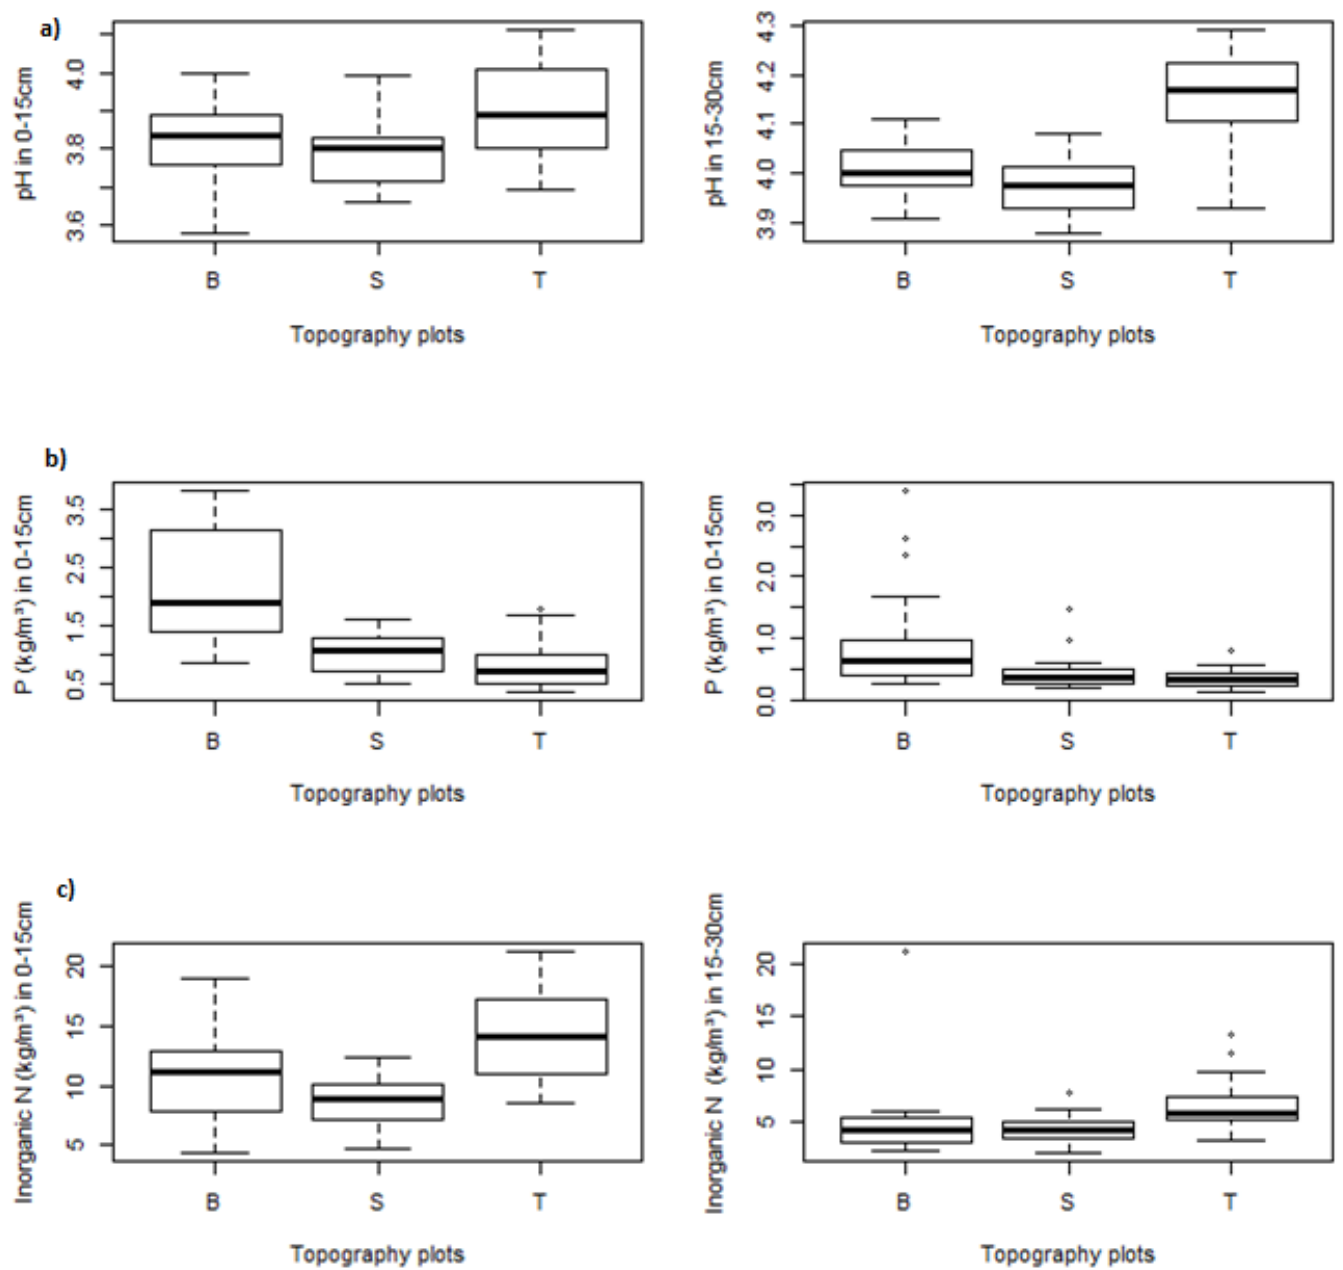 a)
pH in 0-15cm
4.0
3.8
3.6
B S T
Topography plots
pH in 15-30cm
4.3
4.2
4.1
4.0
3.9
B S T
Topography plots
b)
P (kg/m³) in 0-15cm
3.5
2.5
1.5
0.5
B S T
Topography plots
P (kg/m³) in 0-15cm
3.0
2.0
1.0
0.0
B S T
Topography plots
c)
Inorganic N (kg/m³) in 0-15cm
20
15
10
5
B S T
Topography plots
Inorganic N (kg/m³) in 15-30cm
20
15
10
5
B S T
Topography plots